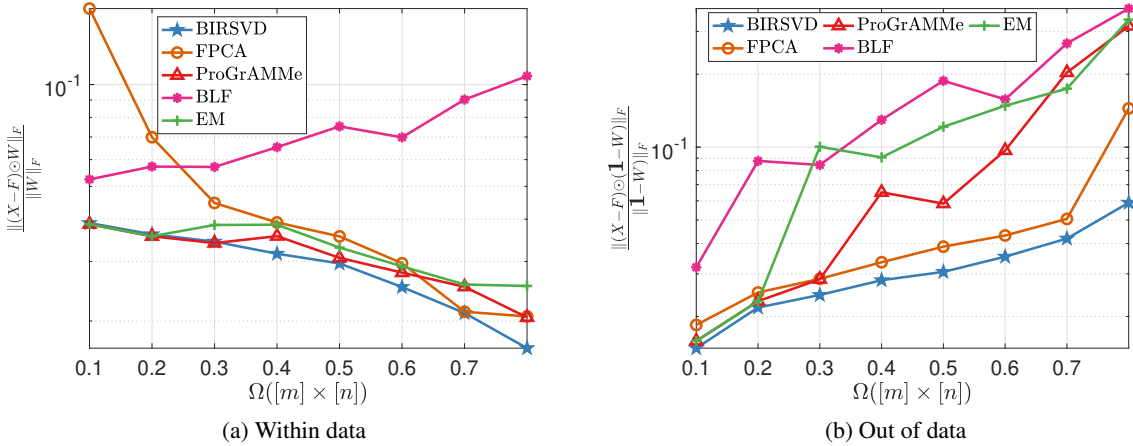 BIRSVD
FPCA
ProGrAMMe
BLF
EM
10⁻¹
‖(X−F)⊙W‖_F
‖W‖_F
0.1 0.2 0.3 0.4 0.5 0.6 0.7
Ω([m] × [n])
(a) Within data
BIRSVD ProGrAMMe EM
FPCA BLF
10⁻¹
‖(X−F)⊙(1−W)‖_F
‖1−W)‖_F
0.1 0.2 0.3 0.4 0.5 0.6 0.7
Ω([m] × [n])
(b) Out of data